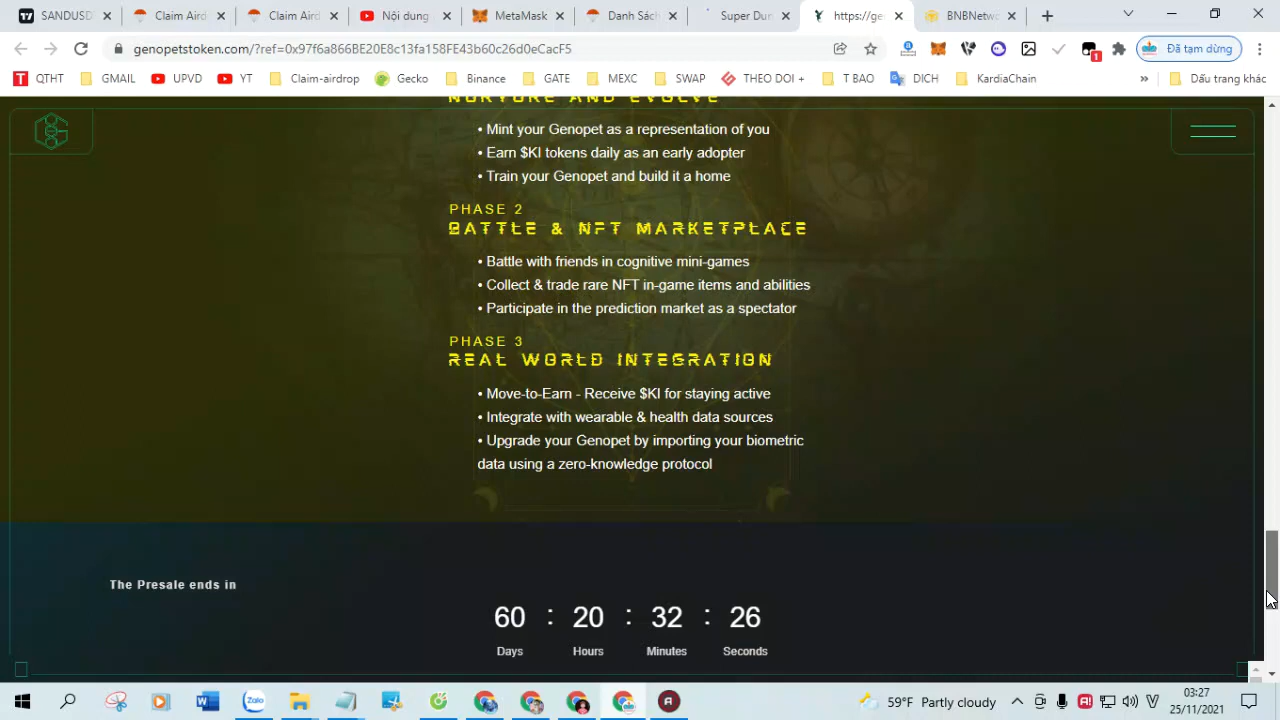 SANDUSD
Claim Aird
Claim Aird
Nội dung
MetaMask
Danh Sách
Super Dun
https://ge
BNBNetwo
genopetstoken.com/?ref=0x97f6a866BE20E8c13fa158FE43b60c26d0eCacF5
1
Đã tạm dừng
QTHT
GMAIL
UPVD
YT
Claim-airdrop
Gecko
Binance
GATE
MEXC
SWAP
THEO DOI +
T BAO
DICH
KardiaChain
»
Dấu trang khác
NURTURE AND EVOLVE
• Mint your Genopet as a representation of you
• Earn $KI tokens daily as an early adopter
• Train your Genopet and build it a home
PHASE 2
BATTLE & NFT MARKETPLACE
• Battle with friends in cognitive mini-games
• Collect & trade rare NFT in-game items and abilities
• Participate in the prediction market as a spectator
PHASE 3
REAL WORLD INTEGRATION
• Move-to-Earn - Receive $KI for staying active
• Integrate with wearable & health data sources
• Upgrade your Genopet by importing your biometric
data using a zero-knowledge protocol
The Presale ends in
60 : 20 : 32 : 26
Days Hours Minutes Seconds
Zalo
59°F Partly cloudy
03:27
25/11/2021